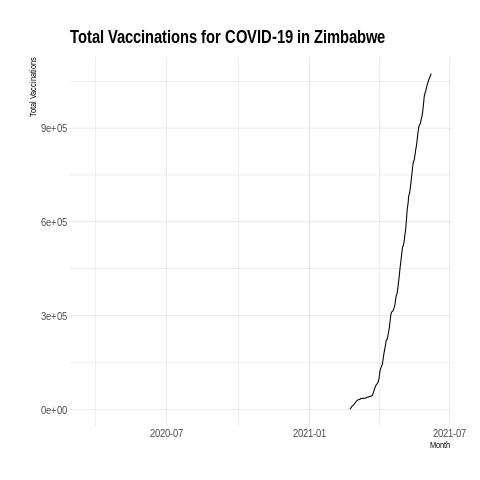 Total Vaccinations for COVID-19 in Zimbabwe
Total Vaccinations
9e+05
6e+05
3e+05
0e+00
2020-07
2021-01
2021-07
Month